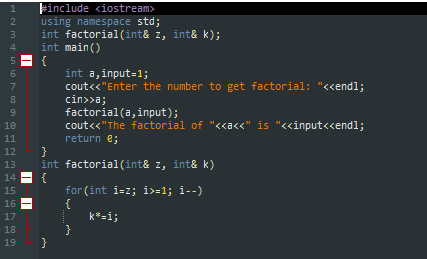 1 #include <iostream>
2 using namespace std;
3 int factorial(int& z, int& k);
4 int main()
5 {
6 int a,input=1;
7 cout<<"Enter the number to get factorial: "<<endl;
8 cin>>a;
9 factorial(a,input);
10 cout<<"The factorial of "<<a<<" is "<<input<<endl;
11 return 0;
12 }
13 int factorial(int& z, int& k)
14 {
15 for(int i=z; i>=1; i--)
16 {
17 k*=i;
18 }
19 }